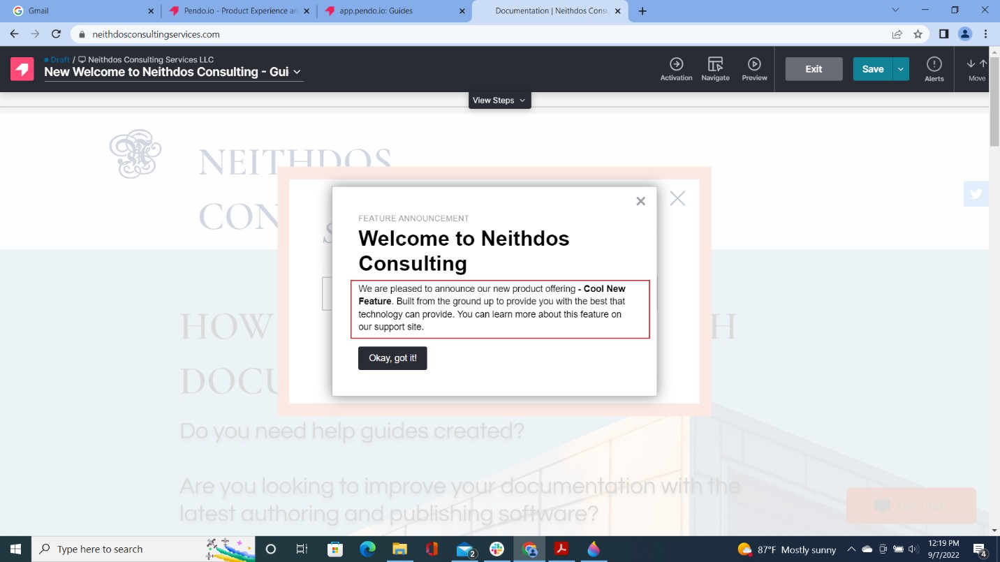 Gmail
Pendo.io - Product Experience an
app.pendo.io: Guides
Documentation | Neithdos Consu
neithdosconsultingservices.com
Draft / Neithdos Consulting Services LLC
New Welcome to Neithdos Consulting - Gui
Activation
Navigate
Preview
Exit
Save
Alerts
Move
View Steps
NEITHDOS
CON
FEATURE ANNOUNCEMENT
Welcome to Neithdos
Consulting
We are pleased to announce our new product offering - Cool New
Feature. Built from the ground up to provide you with the best that
technology can provide. You can learn more about this feature on
our support site.
Okay, got it!
HOW
H
DOCU
Do you need help guides created?
Are you looking to improve your documentation with the
latest authoring and publishing software?
Type here to search
2
87°F Mostly sunny
12:19 PM
9/7/2022
4